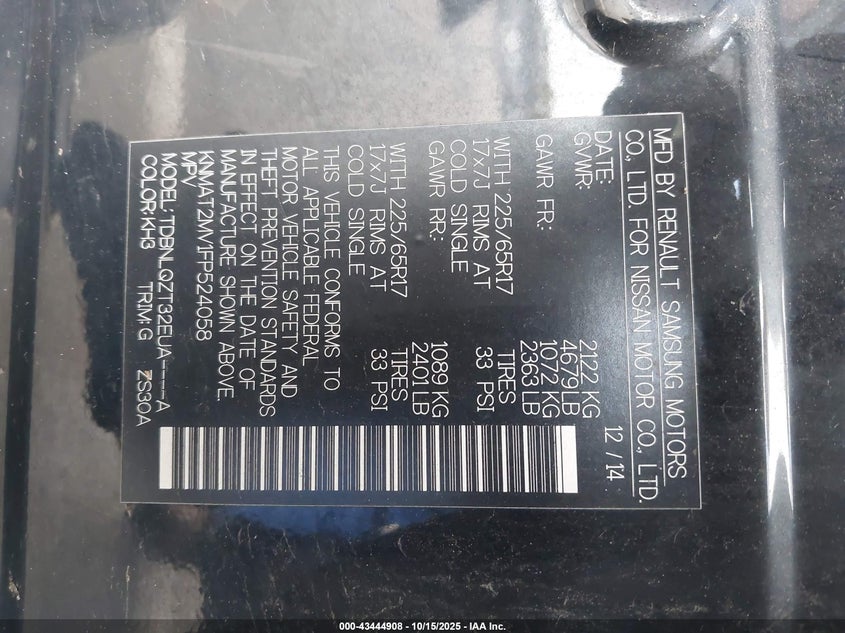 MFD BY RENAULT SAMSUNG MOTORS
CO., LTD. FOR NISSAN MOTOR CO., LTD.
DATE: 12 / 14
GVWR: 2122 KG
4679 LB
GAWR FR: 1072 KG
2363 LB
WITH 225/65R17 TIRES
17x7J RIMS AT 33 PSI
COLD SINGLE
GAWR RR: 1089 KG
2401 LB
WITH 225/65R17 TIRES
17x7J RIMS AT 33 PSI
COLD SINGLE
THIS VEHICLE CONFORMS TO
ALL APPLICABLE FEDERAL
MOTOR VEHICLE SAFETY AND
THEFT PREVENTION STANDARDS
IN EFFECT ON THE DATE OF
MANUFACTURE SHOWN ABOVE.
KNMAT2MV1FP524058
MPV
MODEL: TDBNLQZT32EUA----A
COLOR: KH3 TRIM: G ZS30A
000-43444908 - 10/15/2025 - IAA Inc.